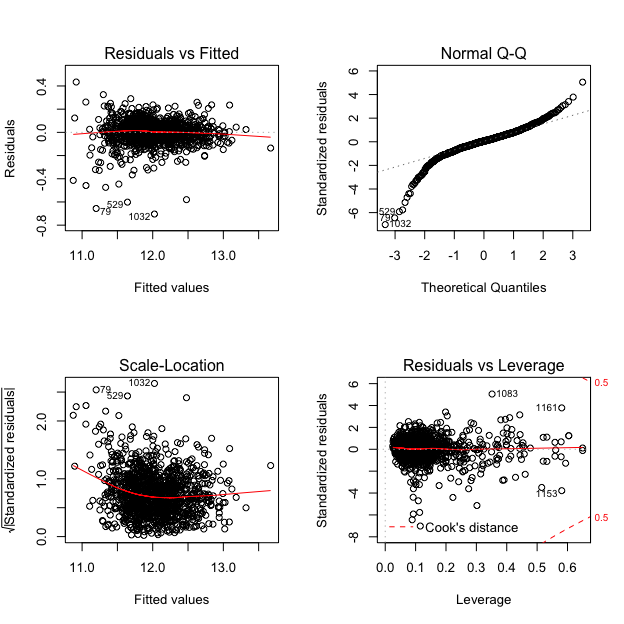 Residuals vs Fitted
Residuals
-0.8 -0.4 0.0 0.4
529
79
1032
11.0 12.0 13.0
Fitted values
Normal Q-Q
Standardized residuals
-6 -4 -2 0 2 4 6
529
79
1032
-3 -2 -1 0 1 2 3
Theoretical Quantiles
Scale-Location
√|Standardized residuals|
0.0 1.0 2.0
1032
79
529
11.0 12.0 13.0
Fitted values
Residuals vs Leverage
Standardized residuals
-8 -4 0 2 4 6
0.5
1083
1161
1153
0.5
Cook's distance
0.0 0.1 0.2 0.3 0.4 0.5 0.6
Leverage